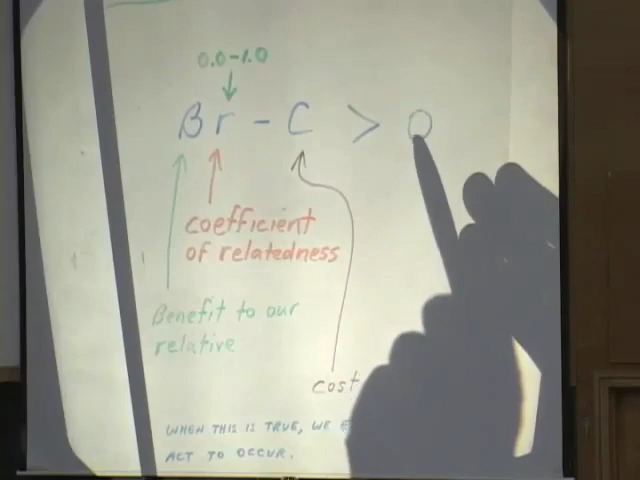 0.0-1.0
Br - C > 0
coefficient
of relatedness
Benefit to our
relative
cost
WHEN THIS IS TRUE, WE
ACT TO OCCUR.